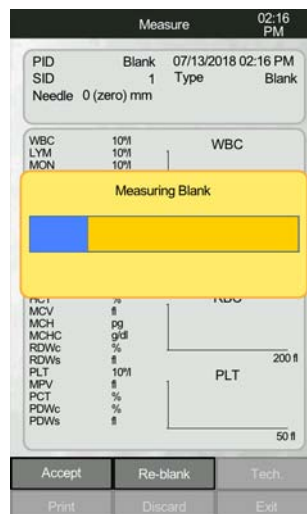 Measure 02:16 PM
PID Blank 07/13/2018 02:16 PM
SID 1 Type Blank
Needle 0 (zero) mm
WBC 10⁹/l WBC
LYM 10⁹/l
MON 10⁹/l
Measuring Blank
HCT %
MCV fl
MCH pg
MCHC g/dl
RDWc %
RDWs fl 200 fl
PLT 10⁹/l PLT
MPV fl
PCT %
PDWc %
PDWs fl
50 fl
Accept Re-blank Tech.
Print Discard Exit